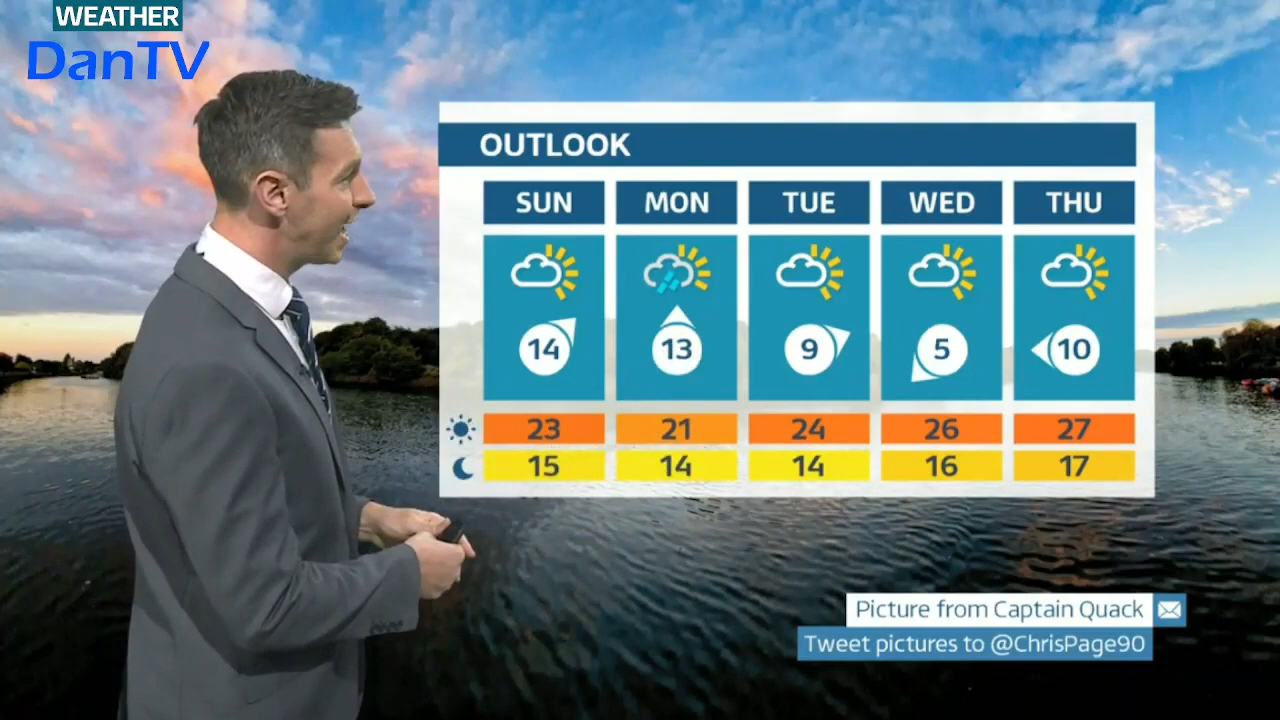 WEATHER
DanTV
OUTLOOK
SUN MON TUE WED THU
14 13 9 5 10
23 21 24 26 27
15 14 14 16 17
Picture from Captain Quack
Tweet pictures to @ChrisPage90